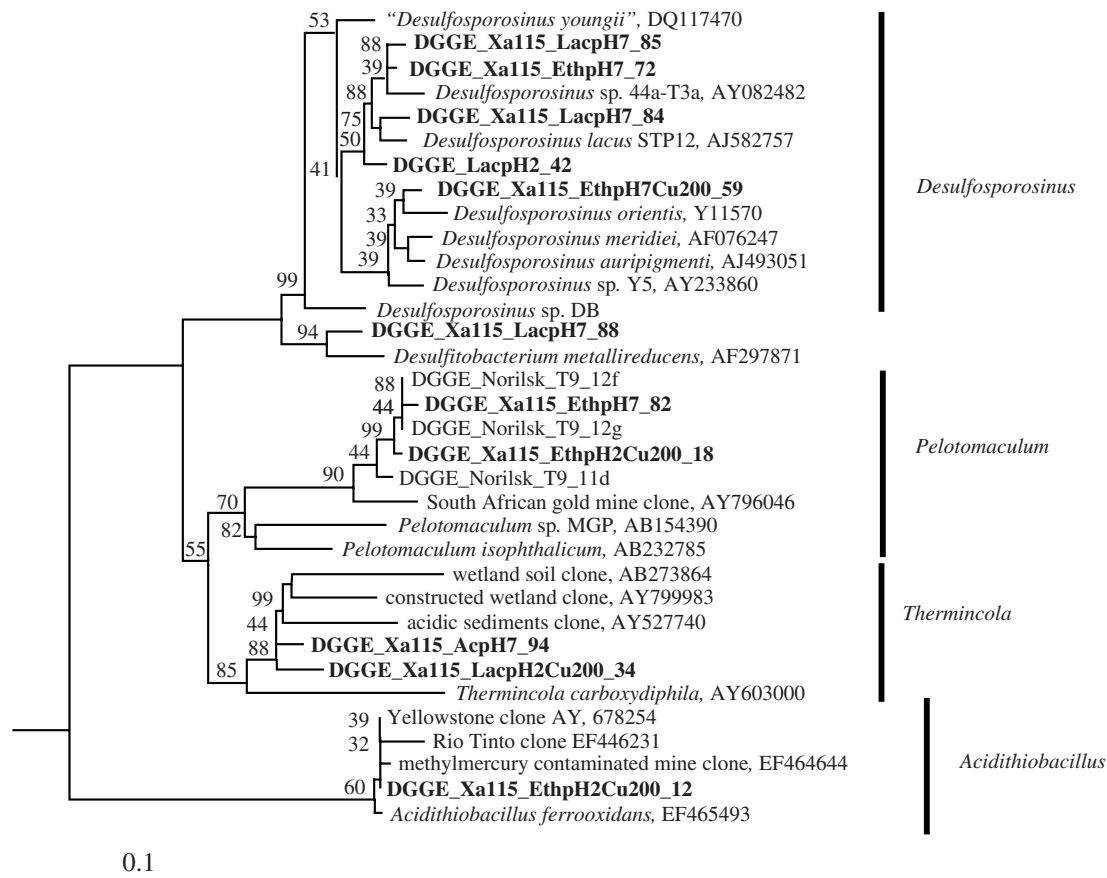 53
"Desulfosporosinus youngii", DQ117470
88
DGGE_Xa115_LacpH7_85
39
DGGE_Xa115_EthpH7_72
88
Desulfosporosinus sp. 44a-T3a, AY082482
75
DGGE_Xa115_LacpH7_84
50
Desulfosporosinus lacus STP12, AJ582757
41
DGGE_LacpH2_42
39
DGGE_Xa115_EthpH7Cu200_59
Desulfosporosinus
33
Desulfosporosinus orientis, Y11570
39
Desulfosporosinus meridiei, AF076247
39
Desulfosporosinus auripigmenti, AJ493051
Desulfosporosinus sp. Y5, AY233860
99
Desulfosporosinus sp. DB
94
DGGE_Xa115_LacpH7_88
Desulfitobacterium metallireducens, AF297871
88
DGGE_Norilsk_T9_12f
44
DGGE_Xa115_EthpH7_82
99
DGGE_Norilsk_T9_12g
Pelotomaculum
44
DGGE_Xa115_EthpH2Cu200_18
90
DGGE_Norilsk_T9_11d
70
South African gold mine clone, AY796046
82
Pelotomaculum sp. MGP, AB154390
55
Pelotomaculum isophthalicum, AB232785
wetland soil clone, AB273864
99
constructed wetland clone, AY799983
Thermincola
44
acidic sediments clone, AY527740
88
DGGE_Xa115_AcpH7_94
85
DGGE_Xa115_LacpH2Cu200_34
Thermincola carboxydiphila, AY603000
39
Yellowstone clone AY, 678254
32
Rio Tinto clone EF446231
methylmercury contaminated mine clone, EF464644
Acidithiobacillus
60
DGGE_Xa115_EthpH2Cu200_12
Acidithiobacillus ferrooxidans, EF465493
0.1